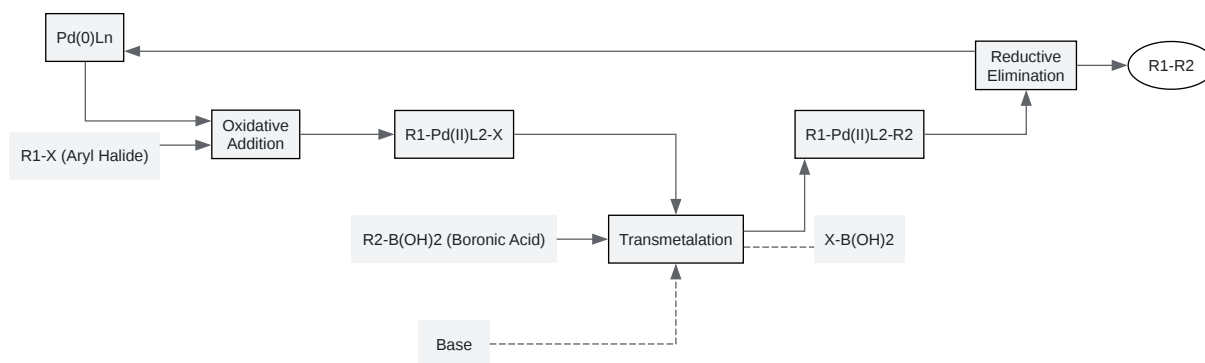 Pd(0)Ln
Reductive
Elimination
R1-R2
Oxidative
Addition
R1-Pd(II)L2-X
R1-Pd(II)L2-R2
R1-X (Aryl Halide)
R2-B(OH)2 (Boronic Acid)
Transmetalation
X-B(OH)2
Base